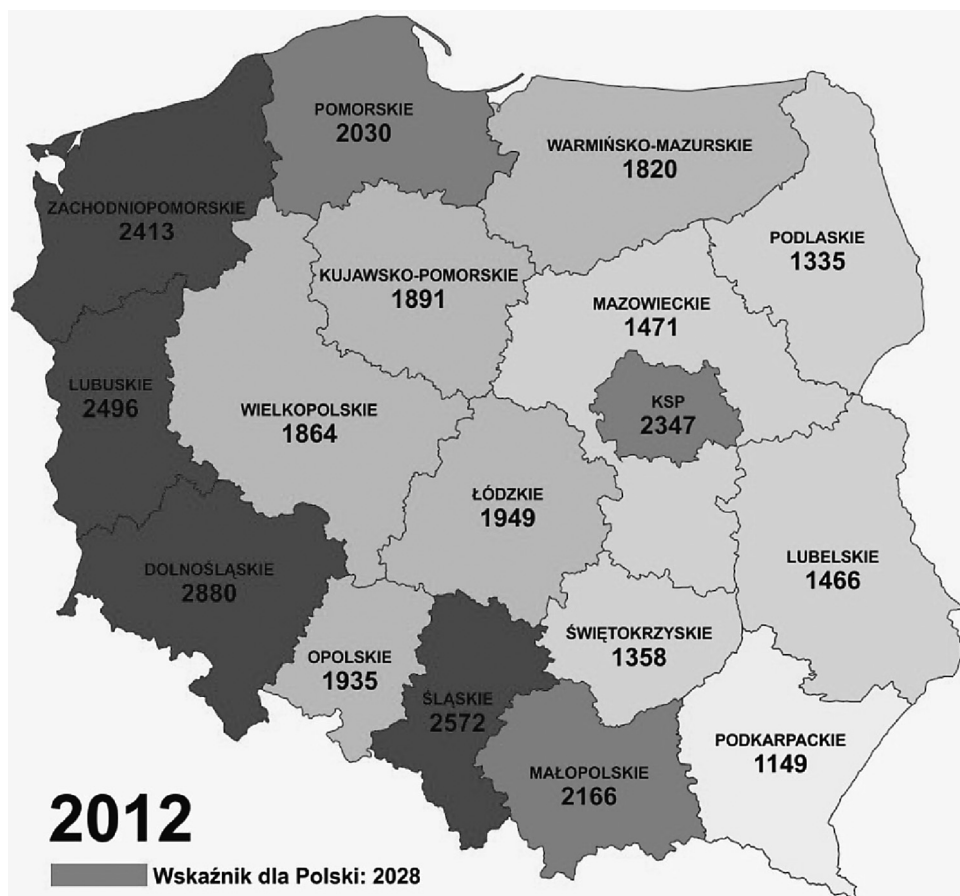 POMORSKIE
2030
WARMIŃSKO-MAZURSKIE
1820
ZACHODNIOPOMORSKIE
2413
PODLASKIE
1335
KUJAWSKO-POMORSKIE
1891
MAZOWIECKIE
1471
LUBUSKIE
2496
WIELKOPOLSKIE
1864
KSP
2347
ŁÓDZKIE
1949
LUBELSKIE
1466
DOLNOŚLĄSKIE
2880
ŚWIĘTOKRZYSKIE
1358
OPOLSKIE
1935
ŚLĄSKIE
2572
PODKARPACKIE
1149
MAŁOPOLSKIE
2166
2012
Wskaźnik dla Polski: 2028